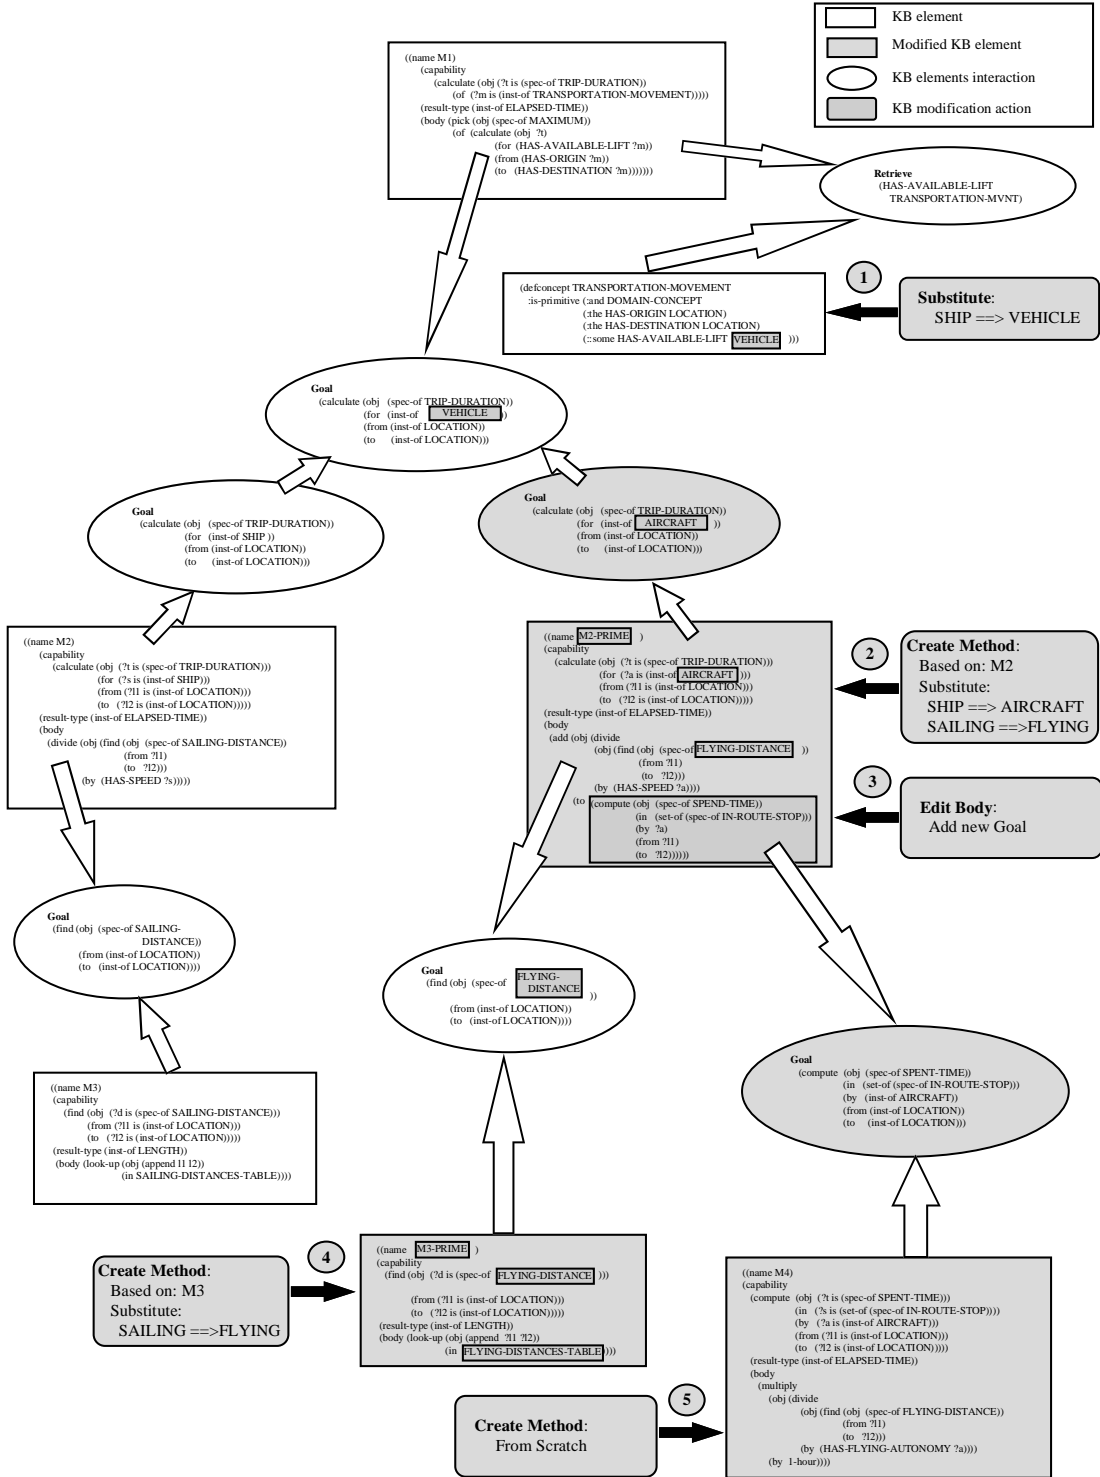 KB element
Modified KB element
KB elements interaction
KB modification action
((name M1)
(capability
(calculate (obj (?t is (spec-of TRIP-DURATION))
(of (?m is (inst-of TRANSPORTATION-MOVEMENT)))))
(result-type (inst-of ELAPSED-TIME))
(body (pick (obj (spec-of MAXIMUM))
(of (calculate (obj ?t)
(for (HAS-AVAILABLE-LIFT ?m))
(from (HAS-ORIGIN ?m))
(to (HAS-DESTINATION ?m)))))))
Retrieve
(HAS-AVAILABLE-LIFT
TRANSPORTATION-MVNT)
(defconcept TRANSPORTATION-MOVEMENT
:is-primitive (:and DOMAIN-CONCEPT
(:the HAS-ORIGIN LOCATION)
(:the HAS-DESTINATION LOCATION)
(::some HAS-AVAILABLE-LIFT VEHICLE )))
1
Substitute:
SHIP ==> VEHICLE
Goal
(calculate (obj (spec-of TRIP-DURATION))
(for (inst-of VEHICLE ))
(from (inst-of LOCATION))
(to (inst-of LOCATION)))
Goal
(calculate (obj (spec-of TRIP-DURATION))
(for (inst-of SHIP ))
(from (inst-of LOCATION))
(to (inst-of LOCATION)))
Goal
(calculate (obj (spec-of TRIP-DURATION))
(for (inst-of AIRCRAFT ))
(from (inst-of LOCATION))
(to (inst-of LOCATION)))
((name M2)
(capability
(calculate (obj (?t is (spec-of TRIP-DURATION)))
(for (?s is (inst-of SHIP)))
(from (?l1 is (inst-of LOCATION)))
(to (?l2 is (inst-of LOCATION)))))
(result-type (inst-of ELAPSED-TIME))
(body
(divide (obj (find (obj (spec-of SAILING-DISTANCE))
(from ?l1)
(to ?l2)))
(by (HAS-SPEED ?s)))))
((name M2-PRIME )
(capability
(calculate (obj (?t is (spec-of TRIP-DURATION)))
(for (?a is (inst-of AIRCRAFT )))
(from (?l1 is (inst-of LOCATION)))
(to (?l2 is (inst-of LOCATION)))))
(result-type (inst-of ELAPSED-TIME))
(body
(add (obj (divide
(obj (find (obj (spec-of FLYING-DISTANCE ))
(from ?l1)
(to ?l2)))
(by (HAS-SPEED ?a))))
(to (compute (obj (spec-of SPEND-TIME))
(in (set-of (spec-of IN-ROUTE-STOP)))
(by ?a)
(from ?l1)
(to ?l2))))))
2
Create Method:
Based on: M2
Substitute:
SHIP ==> AIRCRAFT
SAILING ==>FLYING
3
Edit Body:
Add new Goal
Goal
(find (obj (spec-of SAILING-
DISTANCE))
(from (inst-of LOCATION))
(to (inst-of LOCATION))))
Goal
(find (obj (spec-of FLYING-
DISTANCE ))
(from (inst-of LOCATION))
(to (inst-of LOCATION))))
Goal
(compute (obj (spec-of SPENT-TIME))
(in (set-of (spec-of IN-ROUTE-STOP)))
(by (inst-of AIRCRAFT))
(from (inst-of LOCATION))
(to (inst-of LOCATION)))
((name M3)
(capability
(find (obj (?d is (spec-of SAILING-DISTANCE)))
(from (?l1 is (inst-of LOCATION)))
(to (?l2 is (inst-of LOCATION)))))
(result-type (inst-of LENGTH))
(body (look-up (obj (append l1 l2))
(in SAILING-DISTANCES-TABLE))))
4
Create Method:
Based on: M3
Substitute:
SAILING ==>FLYING
((name M3-PRIME )
(capability
(find (obj (?d is (spec-of FLYING-DISTANCE )))
(from (?l1 is (inst-of LOCATION)))
(to (?l2 is (inst-of LOCATION)))))
(result-type (inst-of LENGTH))
(body (look-up (obj (append ?l1 ?l2))
(in FLYING-DISTANCES-TABLE))))
((name M4)
(capability
(compute (obj (?t is (spec-of SPENT-TIME)))
(in (?s is (set-of (spec-of IN-ROUTE-STOP))))
(by (?a is (inst-of AIRCRAFT)))
(from (?l1 is (inst-of LOCATION)))
(to (?l2 is (inst-of LOCATION)))))
(result-type (inst-of ELAPSED-TIME))
(body
(multiply
(obj (divide
(obj (find (obj (spec-of FLYING-DISTANCE))
(from ?l1)
(to ?l2)))
(by (HAS-FLYING-AUTONOMY ?a))))
(by 1-hour))))
5
Create Method:
From Scratch